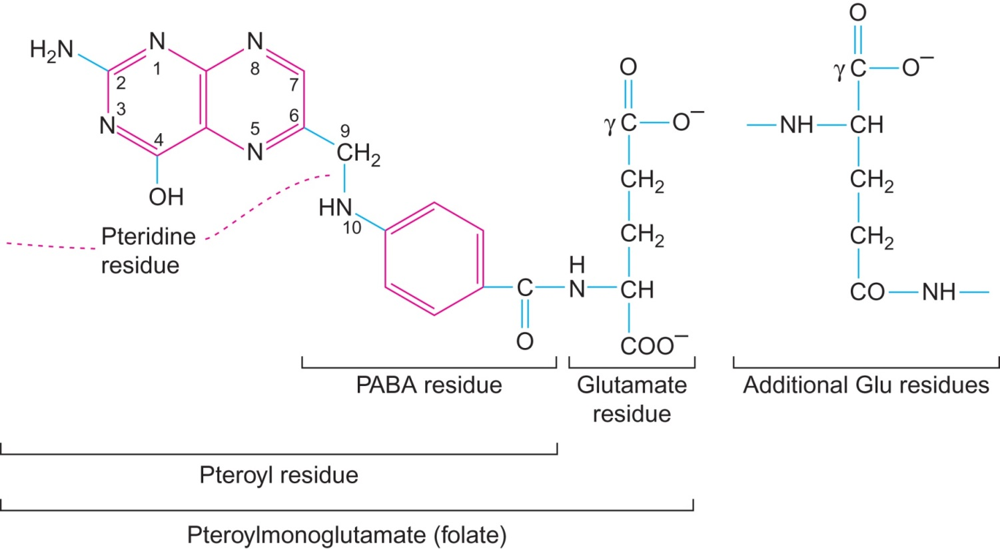 H₂N
N
1
2
3
N
4
OH
N
8
7
6
5
N
9
CH₂
HN
10
Pteridine
residue
C
O
H
N
O
γ C
O⁻
CH₂
CH₂
CH
COO⁻
O
γ C
O⁻
NH
CH
CH₂
CH₂
CO
NH
PABA residue
Glutamate
residue
Additional Glu residues
Pteroyl residue
Pteroylmonoglutamate (folate)